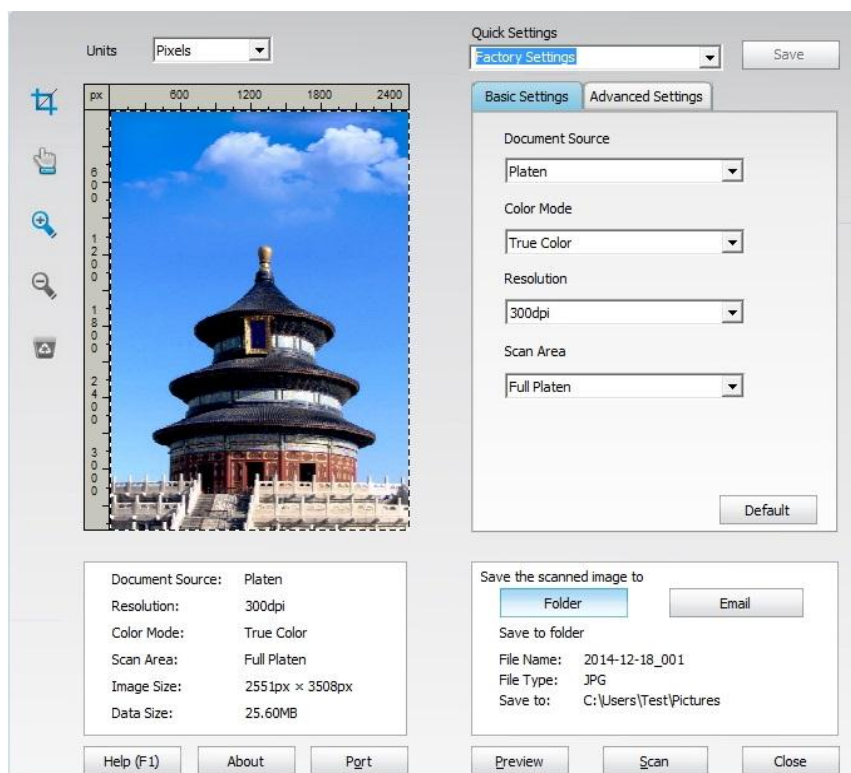 Quick Settings
Units Pixels
Factory Settings Save
px 600 1200 1800 2400
Basic Settings Advanced Settings
Document Source
Platen
Color Mode
True Color
Resolution
300dpi
Scan Area
Full Platen
600
1200
1800
2400
3000
Default
Document Source: Platen
Resolution: 300dpi
Color Mode: True Color
Scan Area: Full Platen
Image Size: 2551px × 3508px
Data Size: 25.60MB
Save the scanned image to
Folder Email
Save to folder
File Name: 2014-12-18_001
File Type: JPG
Save to: C:\Users\Test\Pictures
Help (F1) About Port Preview Scan Close